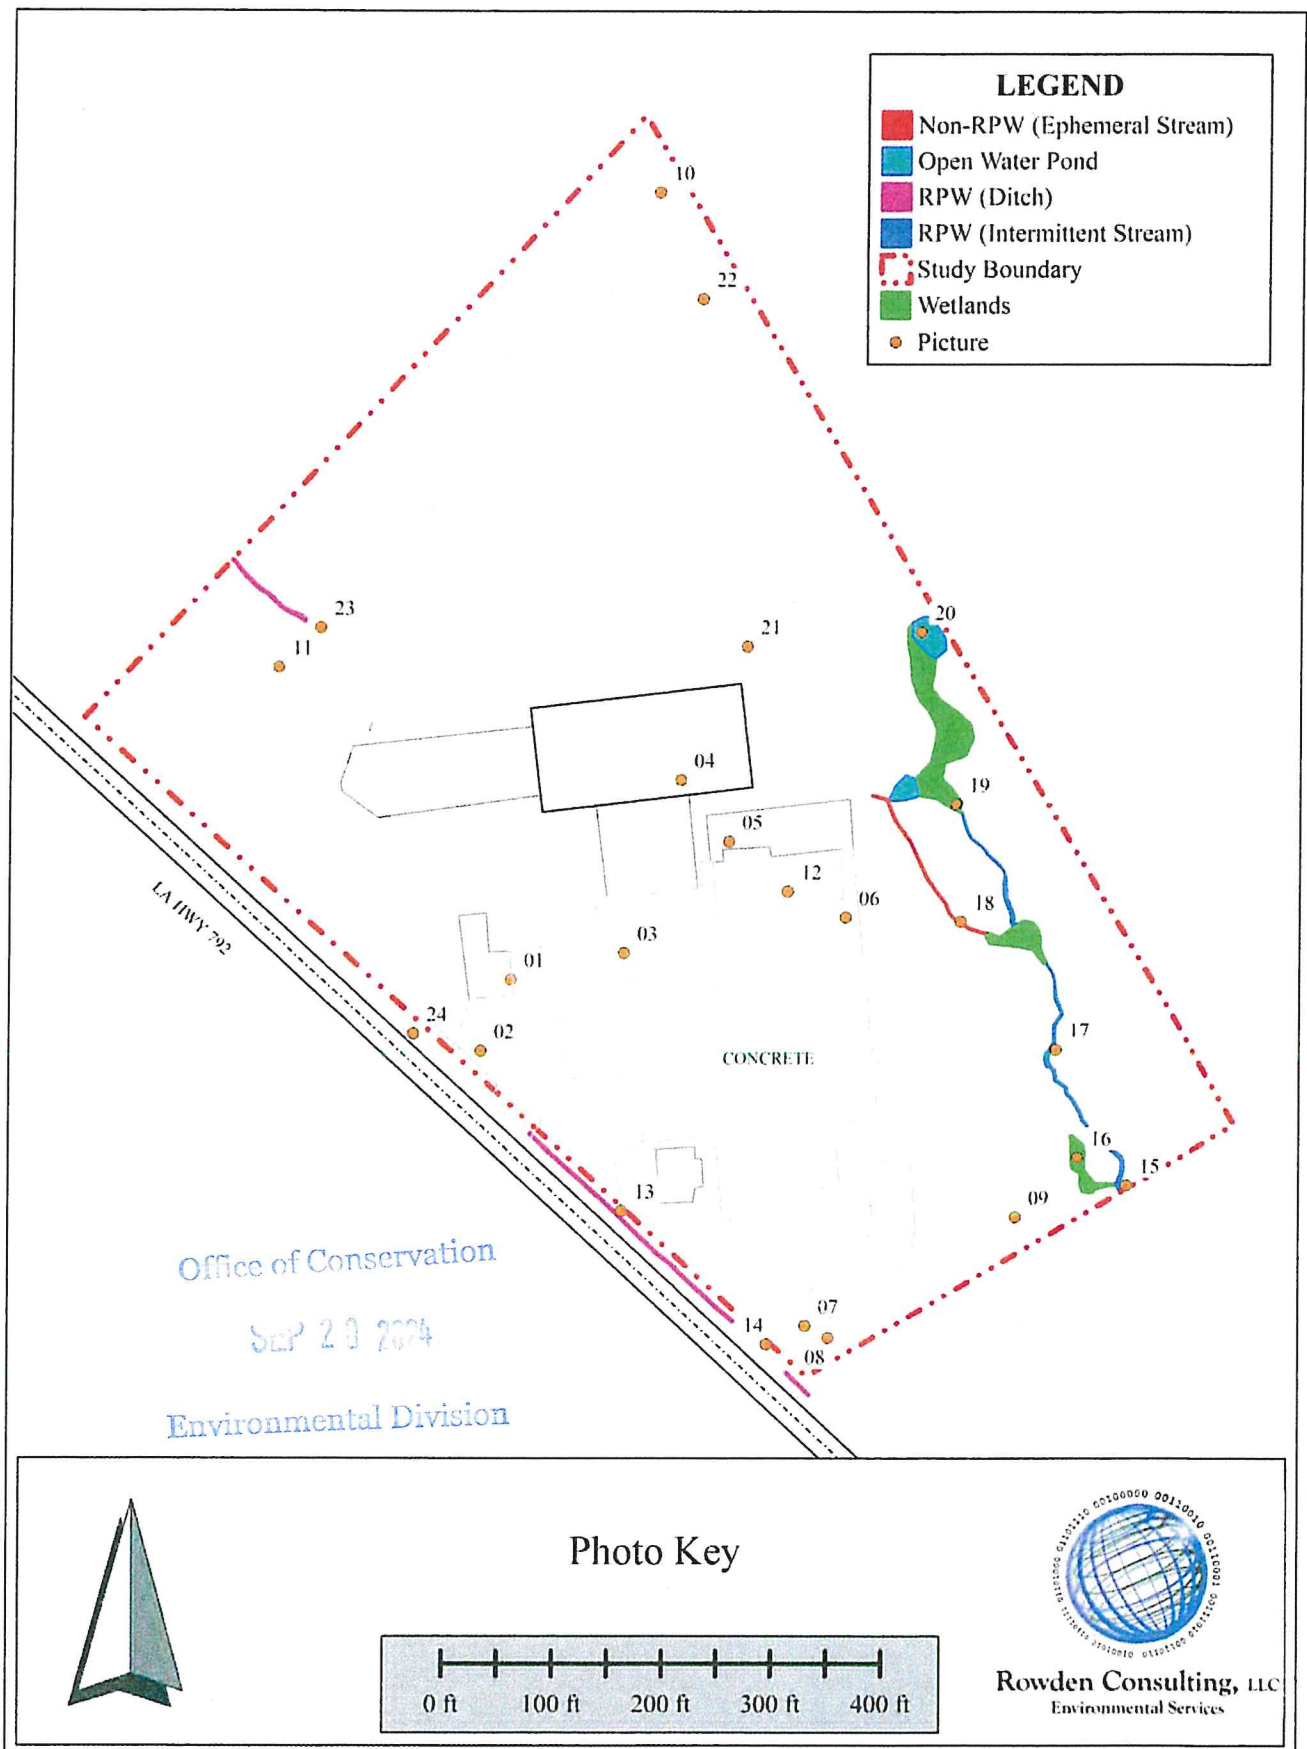 LEGEND
Non-RPW (Ephemeral Stream)
Open Water Pond
RPW (Ditch)
RPW (Intermittent Stream)
Study Boundary
Wetlands
Picture
10
22
20
23
11
21
04
19
05
12
06
18
03
01
24
02
17
LA HWY 792
CONCRETE
16
15
13
09
07
14
08
Office of Conservation
SEP 20 2024
Environmental Division
Photo Key
0 ft 100 ft 200 ft 300 ft 400 ft
Rowden Consulting, LLC
Environmental Services